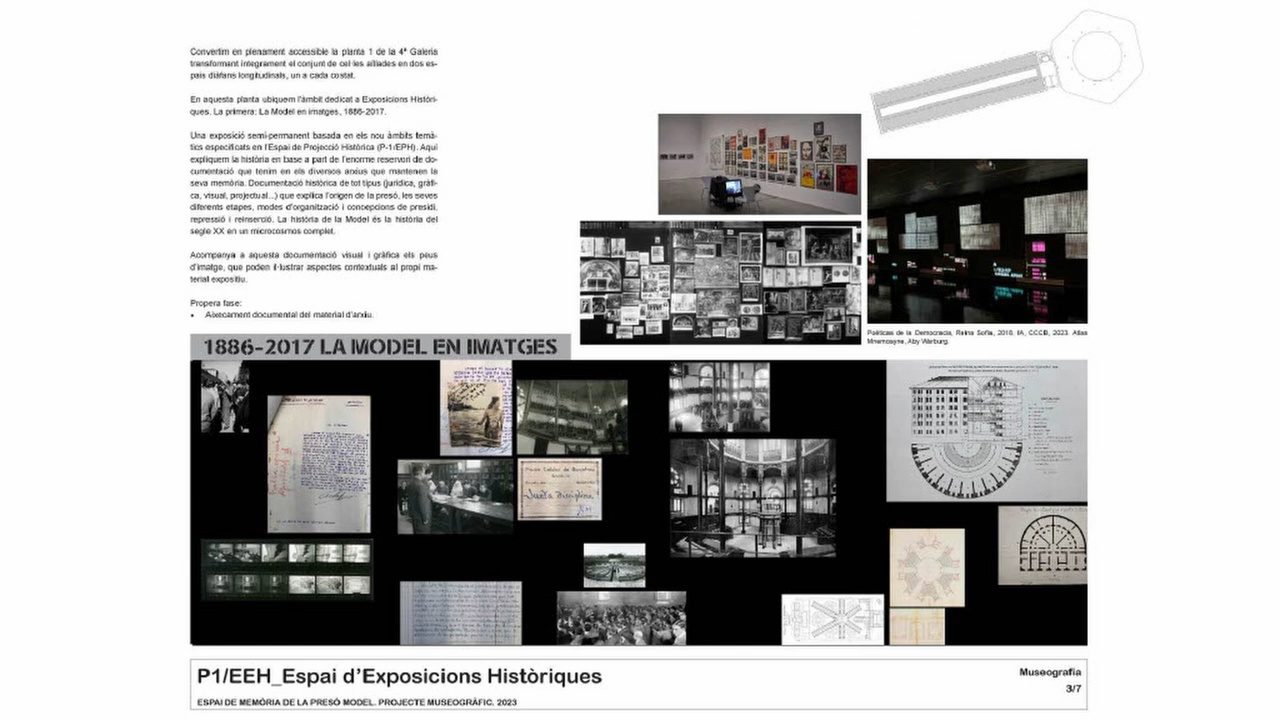 Convertim en plenament accessible la planta 1 de la 4ª Galeria
transformant íntegrament el conjunt de cel·les aïllades en dos es-
pais diàfans longitudinals, un a cada costat.
En aquesta planta ubiquem l'àmbit dedicat a Exposicions Històri-
ques. La primera: La Model en imatges, 1886-2017.
Una exposició semi-permanent basada en els nou àmbits temà-
tics especificats en l'Espai de Projecció Històrica (P-1/EPH). Aquí
expliquem la història en base a part de l'enorme reservori de do-
cumentació que tenim en els diversos arxius que mantenen la
seva memòria. Documentació històrica de tot tipus (jurídica, gràfi-
ca, visual, projectual...) que explica l'origen de la presó, les seves
diferents etapes, modes d'organització i concepcions de presidi,
repressió i reinserció. La història de la Model és la història del
segle XX en un microcosmos complet.
Acompanya a aquesta documentació visual i gràfica els peus
d'imatge, que poden il·lustrar aspectes contextuals al propi ma-
terial expositiu.
Propera fase:
• Aixecament documental del material d'arxiu.
Poéticas de la Democracia, Reina Sofia, 2018. IA, CCCB, 2023. Atlas
Mnemosyne, Aby Warburg.
1886-2017 LA MODEL EN IMATGES
Junta disciplina
P1/EEH_Espai d'Exposicions Històriques
ESPAI DE MEMÒRIA DE LA PRESÓ MODEL. PROJECTE MUSEOGRÀFIC. 2023
Museografia
3/7